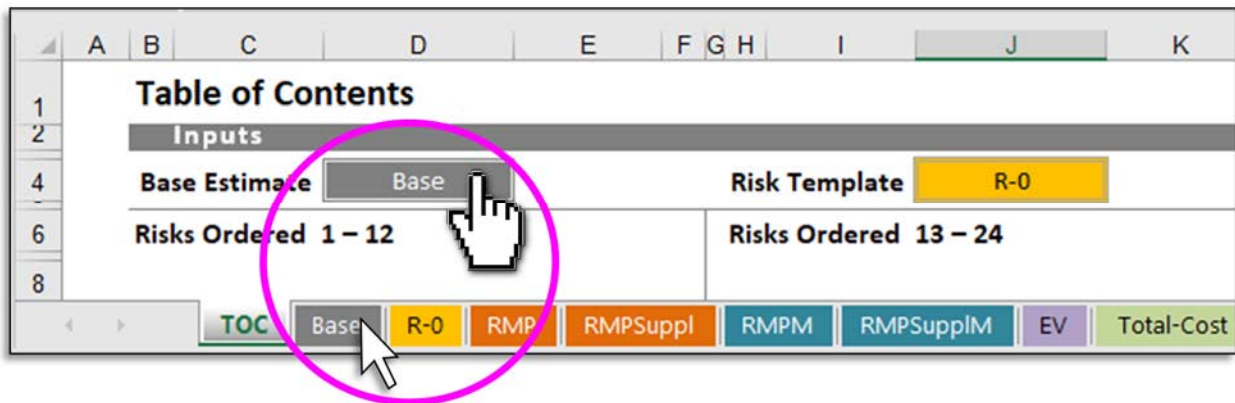 A B C D E F G H I J K
1 Table of Contents
2 Inputs
4 Base Estimate Base Risk Template R-0
6 Risks Ordered 1 – 12 Risks Ordered 13 – 24
8
TOC Base R-0 RMP RMPSuppl RMPM RMPSupplM EV Total-Cost